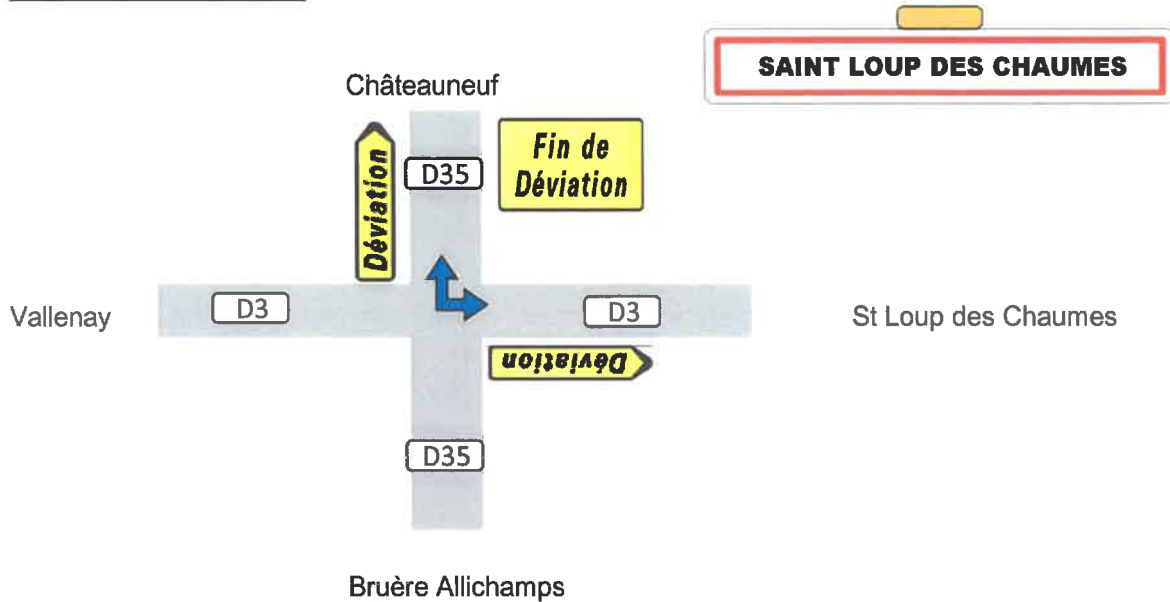 SAINT LOUP DES CHAUMES
Châteauneuf
Déviation
D35
Fin de
Déviation
Vallenay
D3
D3
St Loup des Chaumes
Déviation
D35
Bruère Allichamps